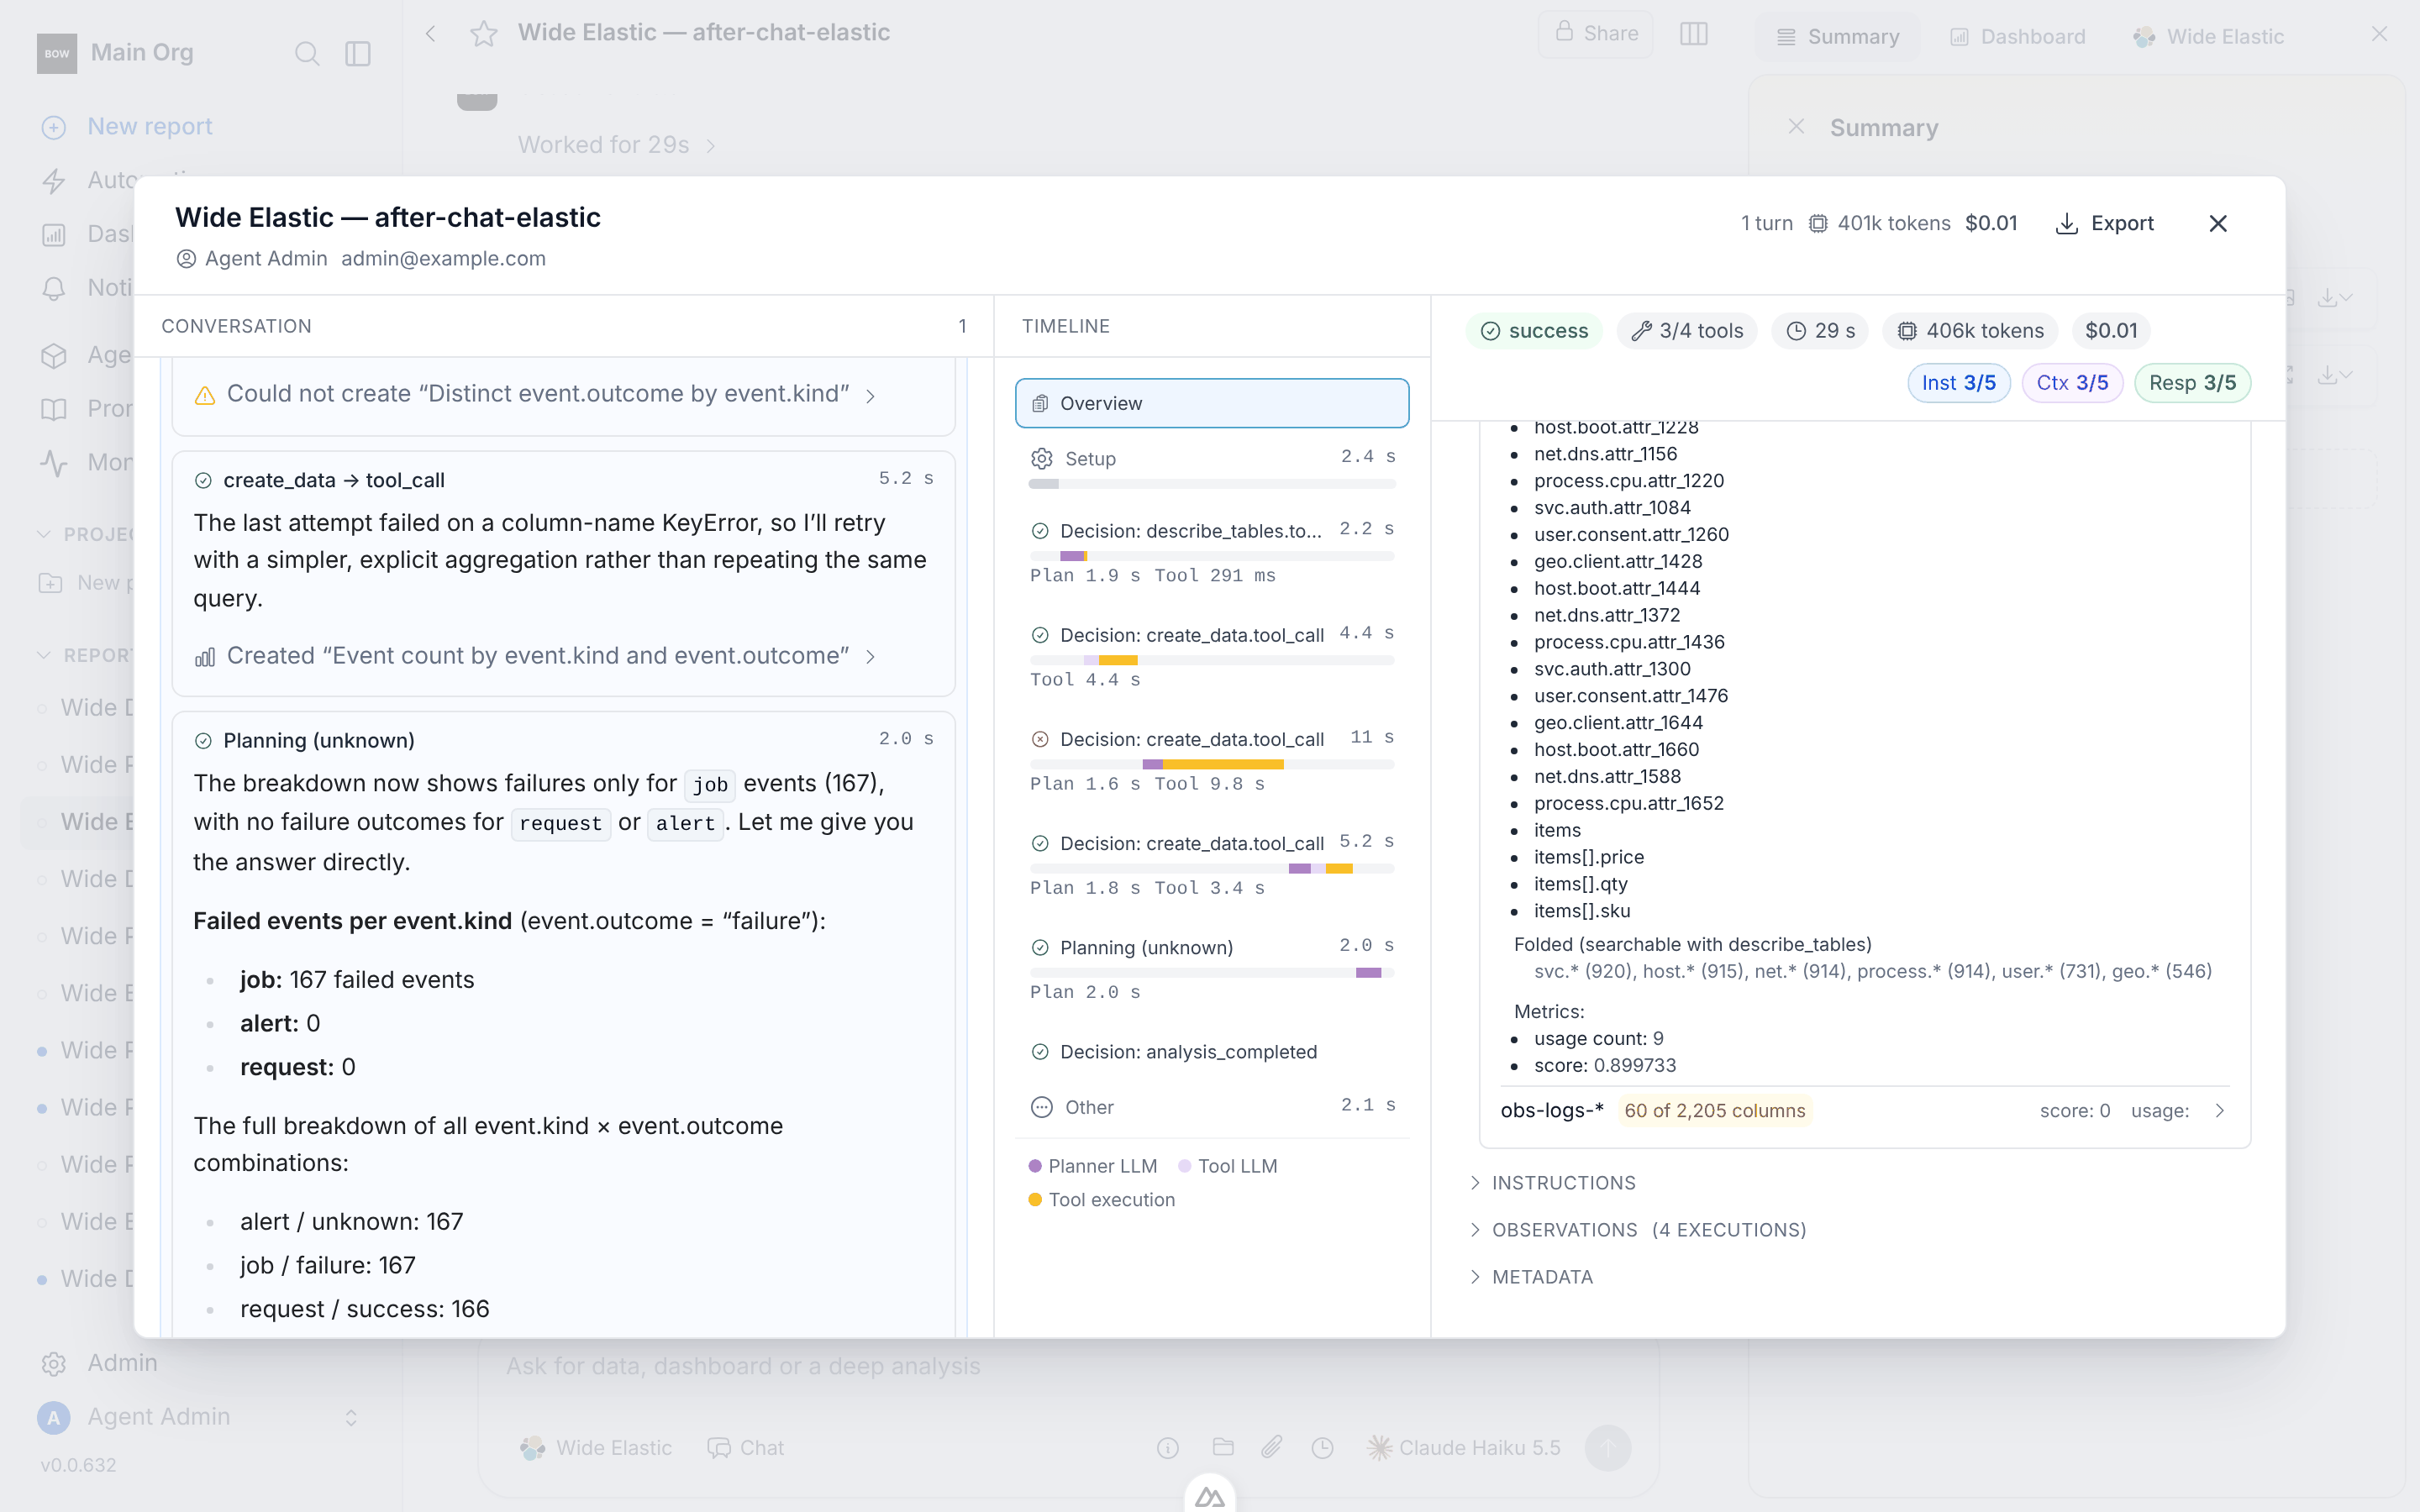 BOW
Main Org
New report
Wide Elastic — after-chat-elastic
Share
Summary
Dashboard
Wide Elastic
Worked for 29s
Summary
Wide Elastic — after-chat-elastic
Agent Admin admin@example.com
1 turn 401k tokens $0.01 Export
CONVERSATION 1
Could not create “Distinct event.outcome by event.kind”
create_data → tool_call 5.2 s
The last attempt failed on a column-name KeyError, so I’ll retry
with a simpler, explicit aggregation rather than repeating the same
query.
Created “Event count by event.kind and event.outcome”
Planning (unknown) 2.0 s
The breakdown now shows failures only for job events (167),
with no failure outcomes for request or alert. Let me give you
the answer directly.
Failed events per event.kind (event.outcome = “failure”):
job: 167 failed events
alert: 0
request: 0
The full breakdown of all event.kind × event.outcome
combinations:
alert / unknown: 167
job / failure: 167
request / success: 166
TIMELINE
Overview
Setup 2.4 s
Decision: describe_tables.to... 2.2 s
Plan 1.9 s Tool 291 ms
Decision: create_data.tool_call 4.4 s
Tool 4.4 s
Decision: create_data.tool_call 11 s
Plan 1.6 s Tool 9.8 s
Decision: create_data.tool_call 5.2 s
Plan 1.8 s Tool 3.4 s
Planning (unknown) 2.0 s
Plan 2.0 s
Decision: analysis_completed
Other 2.1 s
Planner LLM Tool LLM
Tool execution
success 3/4 tools 29 s 406k tokens $0.01
Inst 3/5 Ctx 3/5 Resp 3/5
host.boot.attr_1228
net.dns.attr_1156
process.cpu.attr_1220
svc.auth.attr_1084
user.consent.attr_1260
geo.client.attr_1428
host.boot.attr_1444
net.dns.attr_1372
process.cpu.attr_1436
svc.auth.attr_1300
user.consent.attr_1476
geo.client.attr_1644
host.boot.attr_1660
net.dns.attr_1588
process.cpu.attr_1652
items
items[].price
items[].qty
items[].sku
Folded (searchable with describe_tables)
svc.* (920), host.* (915), net.* (914), process.* (914), user.* (731), geo.* (546)
Metrics:
usage count: 9
score: 0.899733
obs-logs-* 60 of 2,205 columns score: 0 usage:
INSTRUCTIONS
OBSERVATIONS (4 EXECUTIONS)
METADATA
Admin
A Agent Admin
v0.0.632
Ask for data, dashboard or a deep analysis
Wide Elastic
Chat
Claude Haiku 5.5